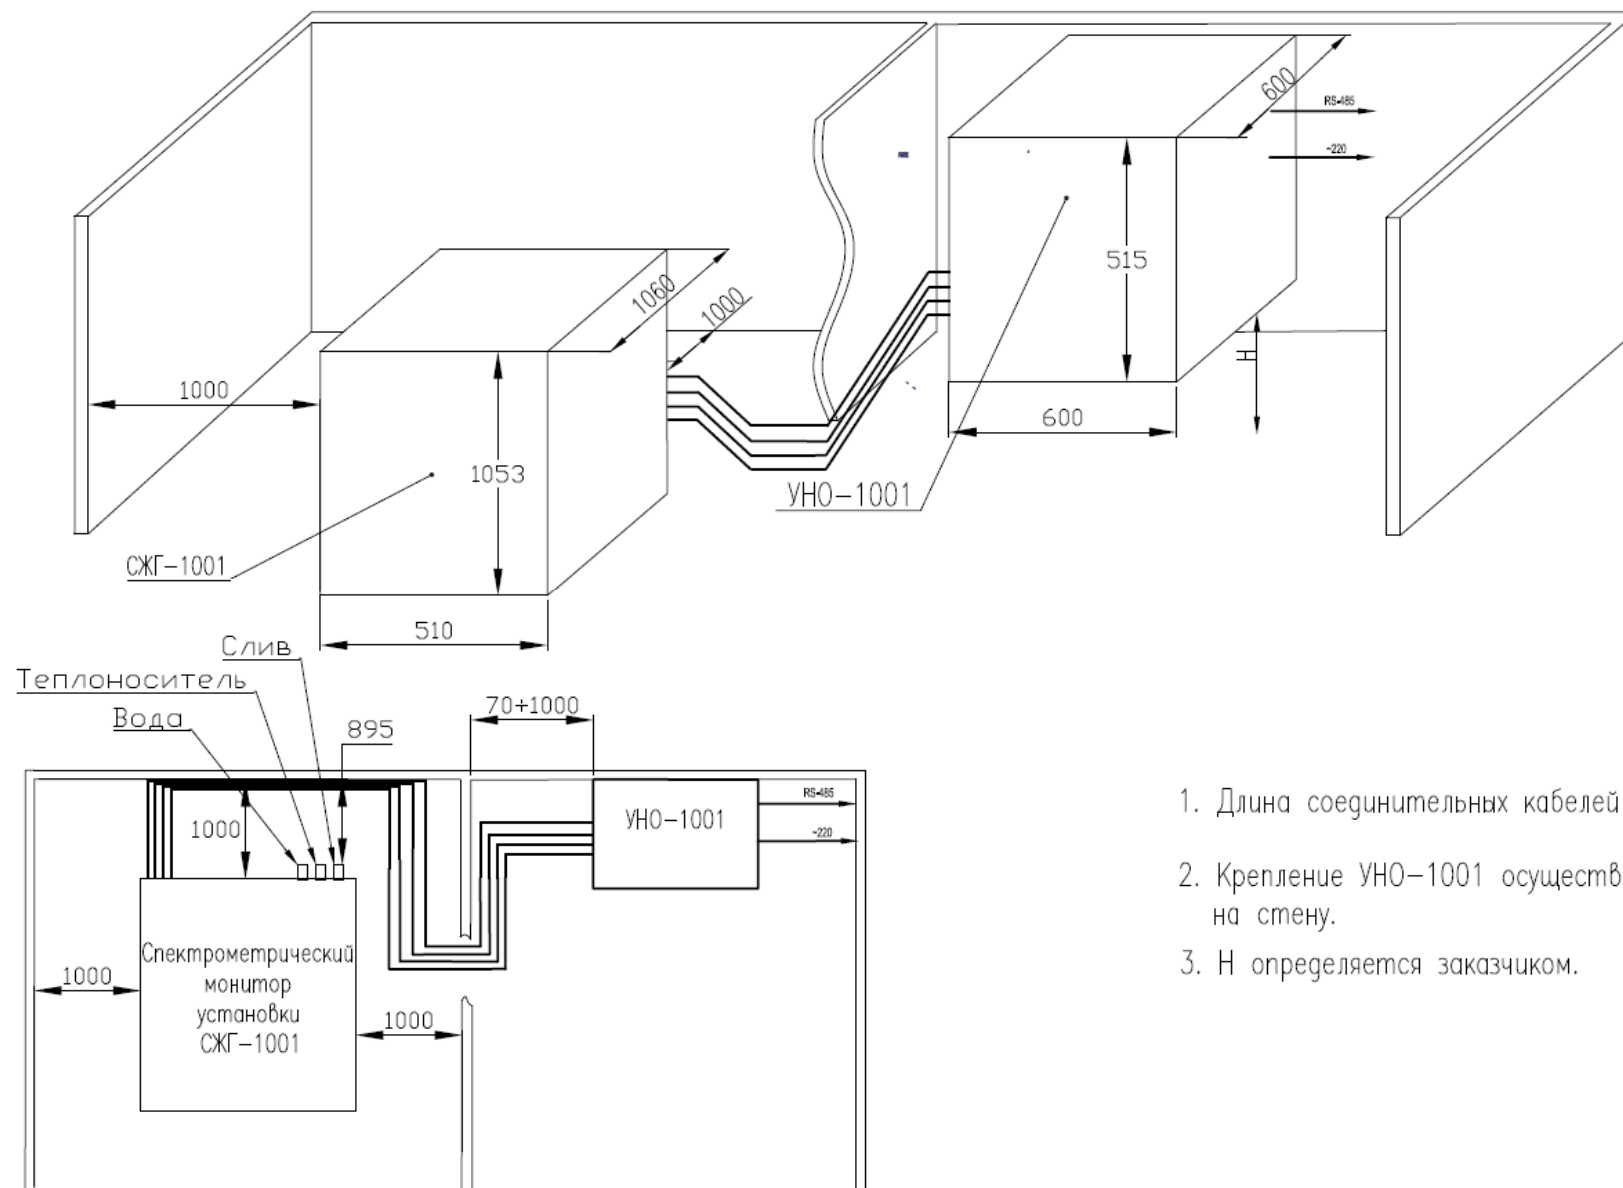 600
RS-485
~220
515
1060
1000
1000
H
600
1053
УНО-1001
СЖГ-1001
510
Слив
Теплоноситель
Вода
895
70+1000
RS-485
УНО-1001
~220
1000
1. Длина соединительных кабелей
2. Крепление УНО-1001 осуществ
на стену.
3. Н определяется заказчиком.
Спектрометрический
монитор
установки
СЖГ-1001
1000
1000